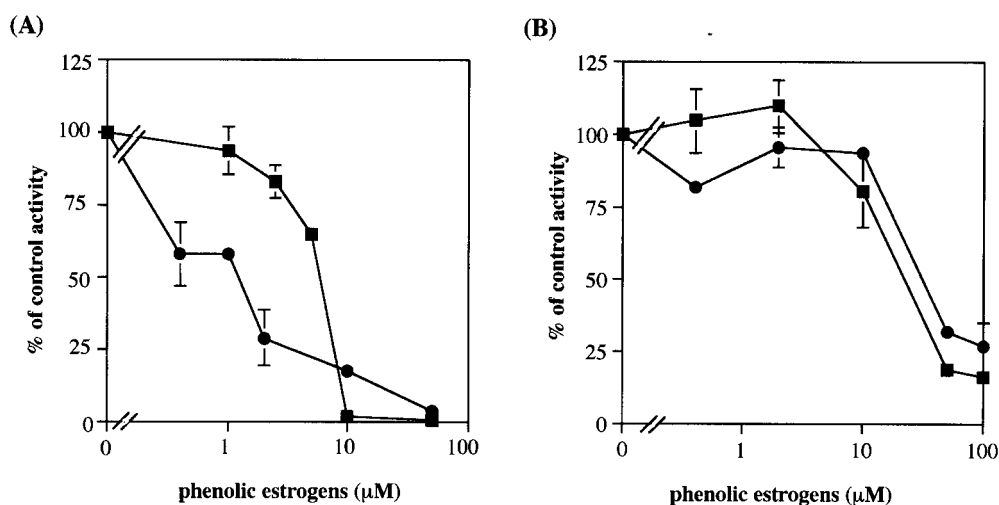 (A)
125
100
75
50
25
0
0 1 10 100
% of control activity
phenolic estrogens (µM)
(B)
125
100
75
50
25
0
0 1 10 100
% of control activity
phenolic estrogens (µM)